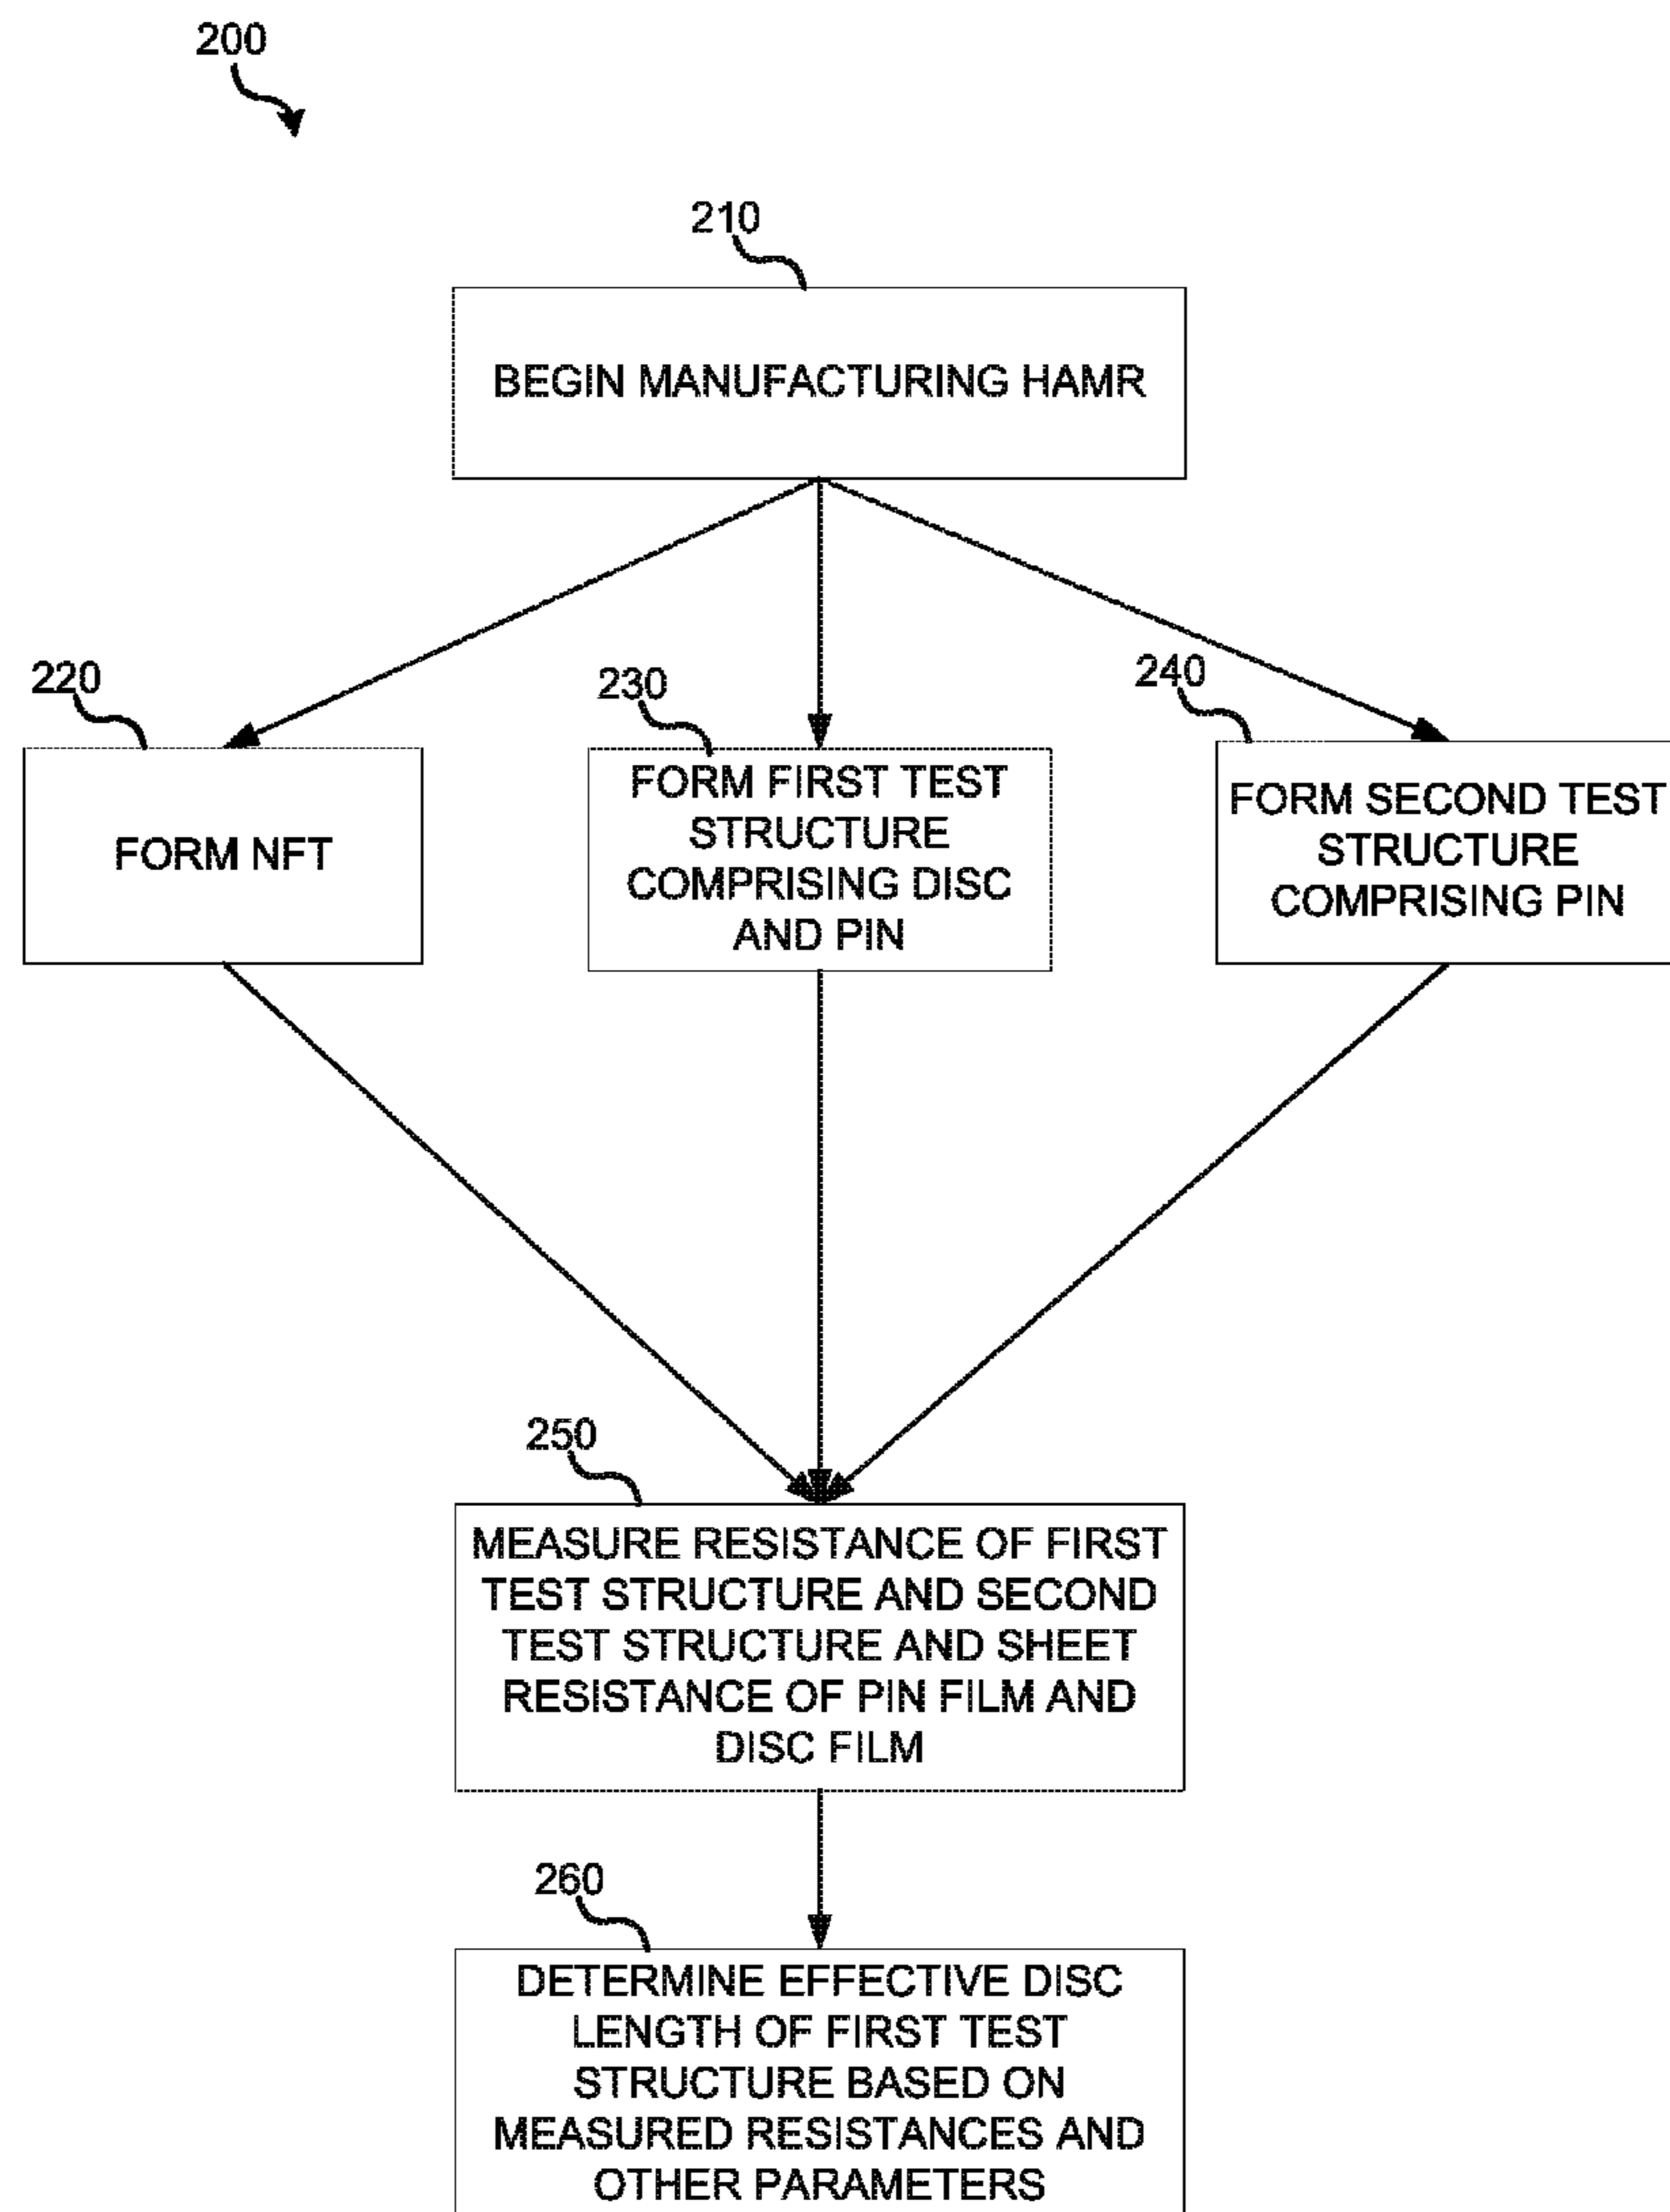 200
210
BEGIN MANUFACTURING HAMR
220
FORM NFT
230
FORM FIRST TEST
STRUCTURE
COMPRISING DISC
AND PIN
240
FORM SECOND TEST
STRUCTURE
COMPRISING PIN
250
MEASURE RESISTANCE OF FIRST
TEST STRUCTURE AND SECOND
TEST STRUCTURE AND SHEET
RESISTANCE OF PIN FILM AND
DISC FILM
260
DETERMINE EFFECTIVE DISC
LENGTH OF FIRST TEST
STRUCTURE BASED ON
MEASURED RESISTANCES AND
OTHER PARAMETERS